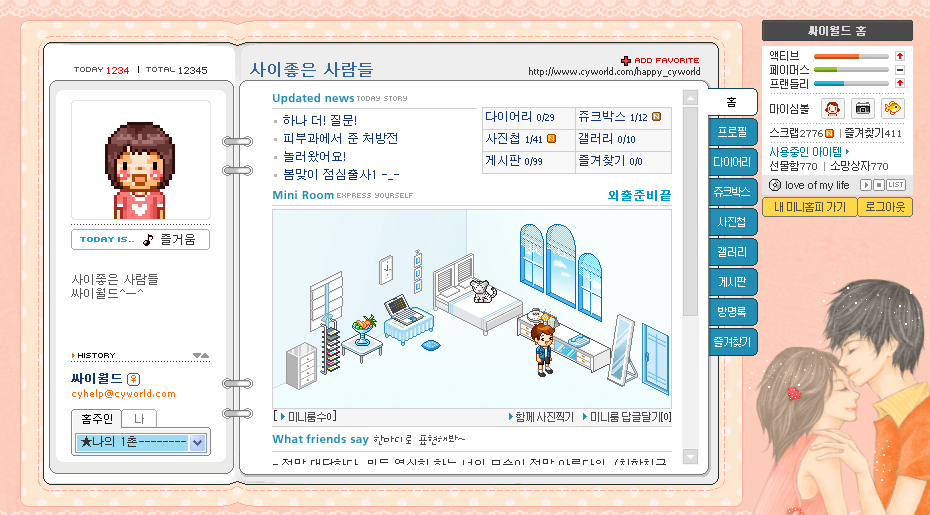 TODAY 1234 | TOTAL 12345
사이좋은 사람들
ADD FAVORITE
http://www.cyworld.com/happy_cyworld
TODAY IS.. 즐거움
사이좋은 사람들
싸이월드^ㅡ^
HISTORY
싸이월드
cyhelp@cyworld.com
홈주인
나
★나의 1촌--------
Updated news TODAY STORY
하나 더! 질문!
피부과에서 준 처방전
놀러왔어요!
봄맞이 점심출사1 -_-
다이어리 0/29
쥬크박스 1/12 N
사진첩 1/41 N
갤러리 0/10
게시판 0/99
즐겨찾기 0/0
Mini Room EXPRESS YOURSELF
외출준비끝
[ 미니룸수0]
함께 사진찍기
미니룸 답글달기[0]
What friends say 한마디로 표현해봐~
홈
프로필
다이어리
쥬크박스
사진첩
갤러리
게시판
방명록
즐겨찾기
싸이월드 홈
액티브
페이머스
프랜들리
마이심볼
스크랩2776 N | 즐겨찾기411
사용중인 아이템
선물함770 | 소망상자770
love of my life
LIST
내 미니홈피 가기
로그아웃